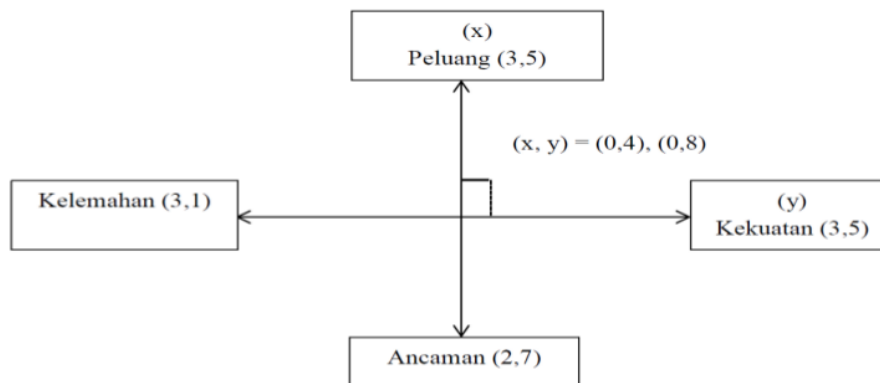 (x)
Peluang (3,5)
(x, y) = (0,4), (0,8)
Kelemahan (3,1)
(y)
Kekuatan (3,5)
Ancaman (2,7)